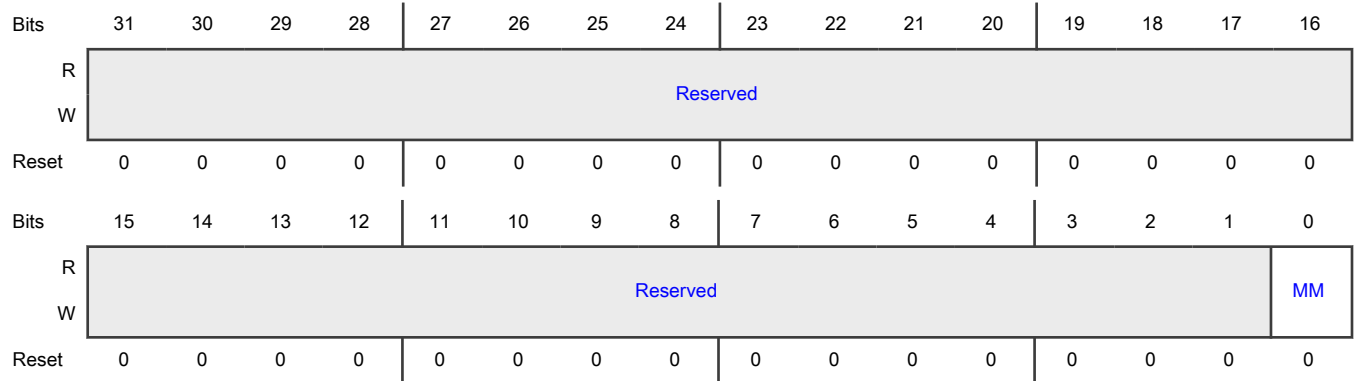 Bits 31 30 29 28 27 26 25 24 23 22 21 20 19 18 17 16
R
Reserved
W
Reset 0 0 0 0 0 0 0 0 0 0 0 0 0 0 0 0
Bits 15 14 13 12 11 10 9 8 7 6 5 4 3 2 1 0
R
Reserved MM
W
Reset 0 0 0 0 0 0 0 0 0 0 0 0 0 0 0 0